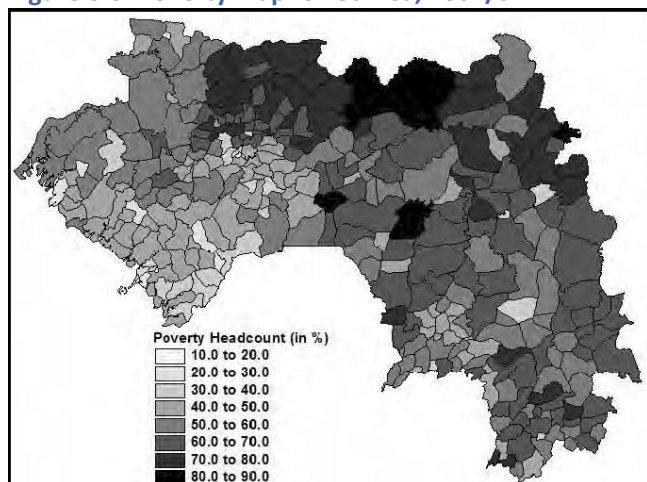 Poverty Headcount (in %)
10.0 to 20.0
20.0 to 30.0
30.0 to 40.0
40.0 to 50.0
50.0 to 60.0
60.0 to 70.0
70.0 to 80.0
80.0 to 90.0